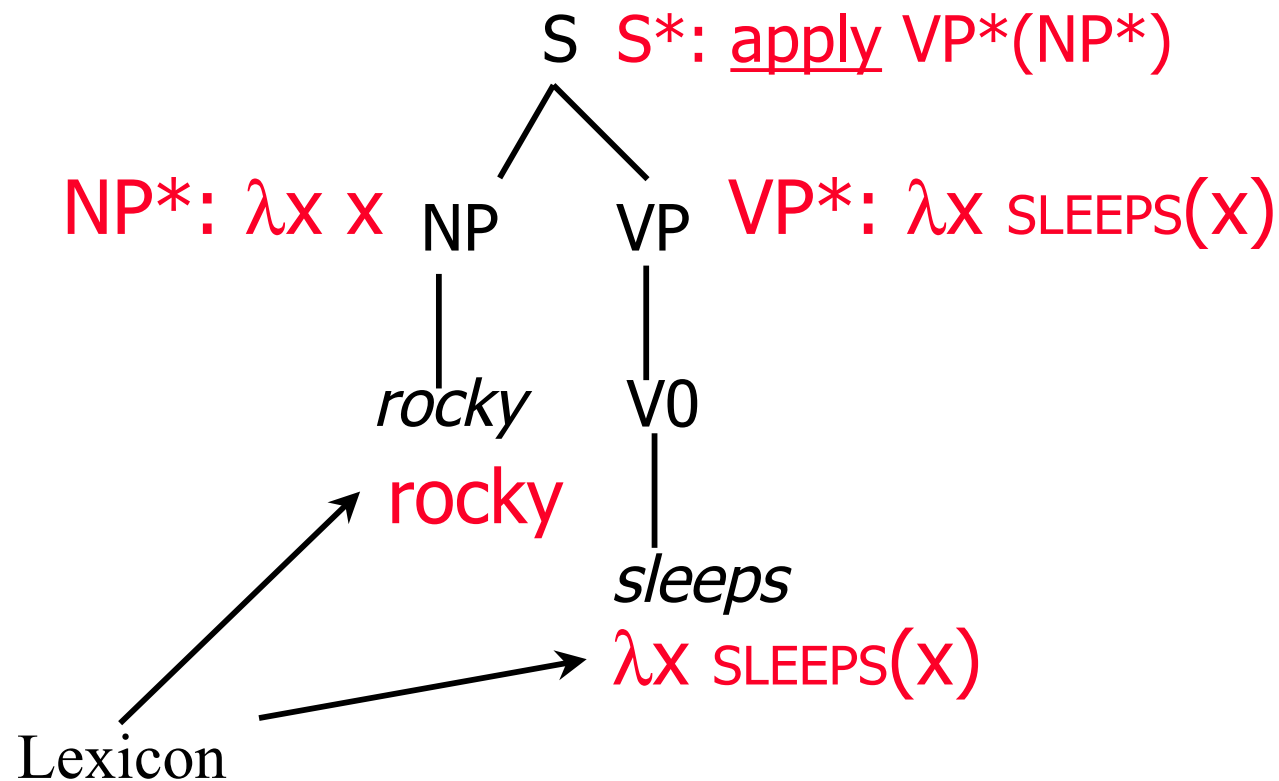 S S*: apply VP*(NP*)
NP*: λx x NP VP VP*: λx SLEEPS(x)
rocky V0
rocky
sleeps
λx SLEEPS(x)
Lexicon